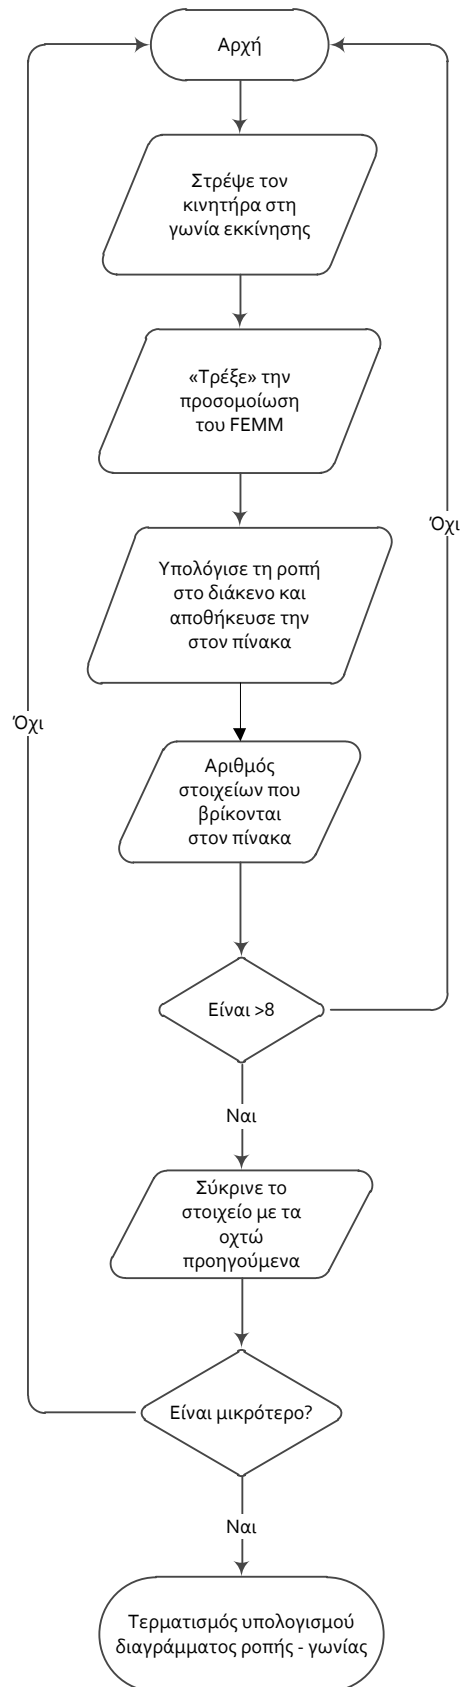 Αρχή
Στρέψε τον
κινητήρα στη
γωνία εκκίνησης
«Τρέξε» την
προσομοίωση
του FEMM
Όχι
Υπολόγισε τη ροπή
στο διάκενο και
αποθήκευσε την
στον πίνακα
Όχι
Αριθμός
στοιχείων που
βρίκονται
στον πίνακα
Είναι >8
Ναι
Σύκρινε το
στοιχείο με τα
οχτώ
προηγούμενα
Είναι μικρότερο?
Ναι
Τερματισμός υπολογισμού
διαγράμματος ροπής - γωνίας